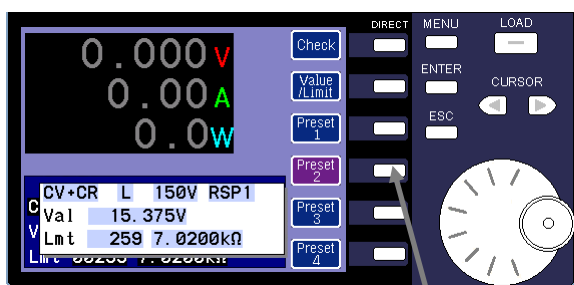 DIRECT MENU LOAD
0.000V Check
ENTER
0.00A Value
/Limit
CURSOR
ESC
0.0W Preset
1
Preset
2
CV+CR L 150V RSP1
Val 15.375V
Preset
3
Lmt 259 7.0200kΩ
Preset
4